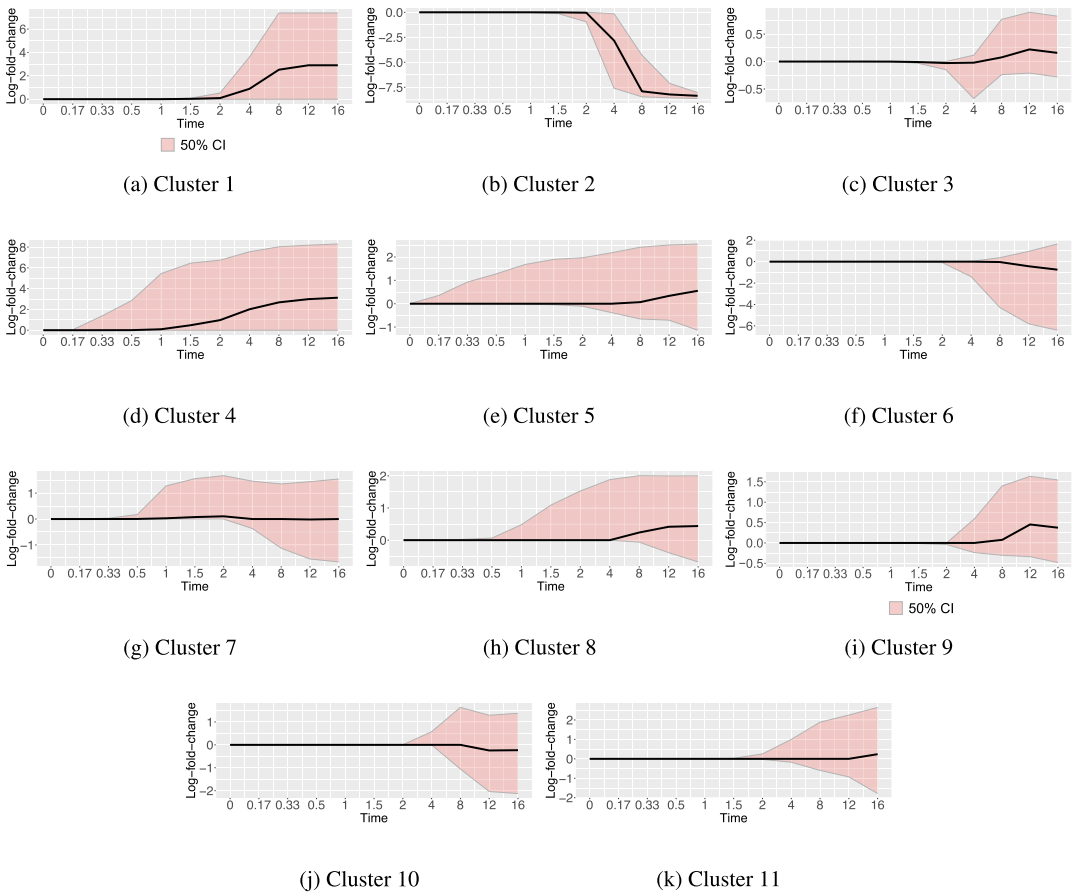 Log-fold-change
6
4
2
0
0 0.17 0.33 0.5 1 1.5 2 4 8 12 16
Time
50% CI
(a) Cluster 1
Log-fold-change
0.0
-2.5
-5.0
-7.5
0 0.17 0.33 0.5 1 1.5 2 4 8 12 16
Time
(b) Cluster 2
Log-fold-change
0.5
0.0
-0.5
0 0.17 0.33 0.5 1 1.5 2 4 8 12 16
Time
(c) Cluster 3
Log-fold-change
8
6
4
2
0
0 0.17 0.33 0.5 1 1.5 2 4 8 12 16
Time
(d) Cluster 4
Log-fold-change
2
1
0
-1
0 0.17 0.33 0.5 1 1.5 2 4 8 12 16
Time
(e) Cluster 5
Log-fold-change
2
0
-2
-4
-6
0 0.17 0.33 0.5 1 1.5 2 4 8 12 16
Time
(f) Cluster 6
Log-fold-change
1
0
-1
0 0.17 0.33 0.5 1 1.5 2 4 8 12 16
Time
(g) Cluster 7
Log-fold-change
2
1
0
0 0.17 0.33 0.5 1 1.5 2 4 8 12 16
Time
(h) Cluster 8
Log-fold-change
1.5
1.0
0.5
0.0
-0.5
0 0.17 0.33 0.5 1 1.5 2 4 8 12 16
Time
50% CI
(i) Cluster 9
Log-fold-change
1
0
-1
-2
0 0.17 0.33 0.5 1 1.5 2 4 8 12 16
Time
(j) Cluster 10
Log-fold-change
2
1
0
-1
-2
0 0.17 0.33 0.5 1 1.5 2 4 8 12 16
Time
(k) Cluster 11